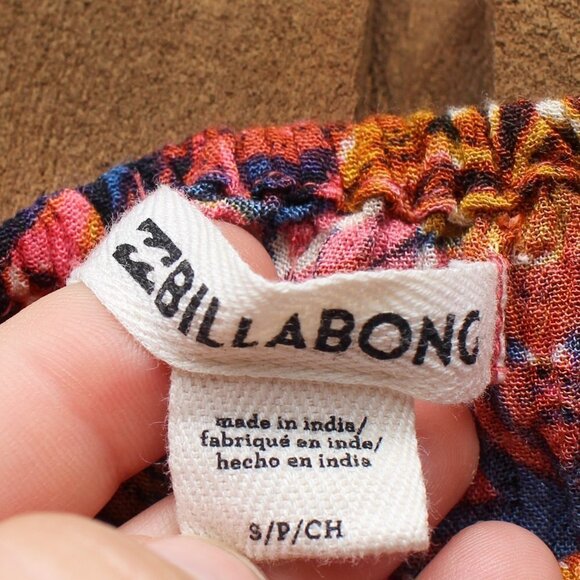 BILLABONG
made in india/
fabriqué en inde/
hecho en india
S/P/CH